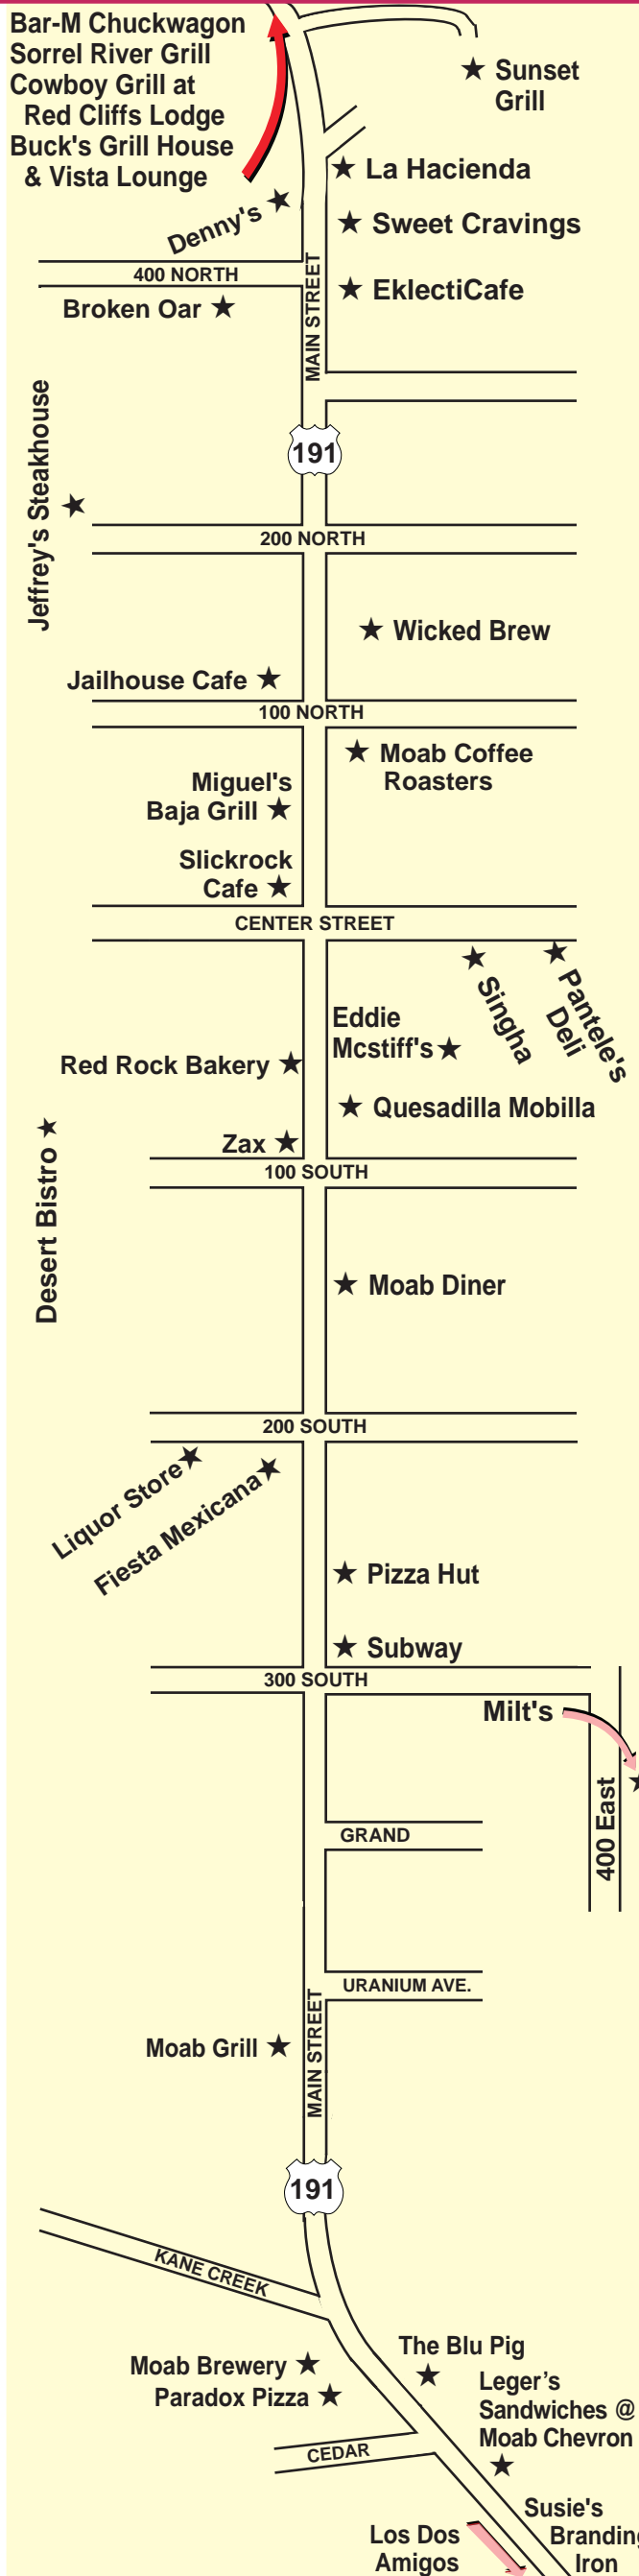 Bar-M Chuckwagon
Sorrel River Grill
Cowboy Grill at
Red Cliffs Lodge
Buck's Grill House
& Vista Lounge
Sunset
Grill
La Hacienda
Denny's
Sweet Cravings
400 NORTH
MAIN STREET
EklectiCafe
Broken Oar
191
Jeffrey's Steakhouse
200 NORTH
Wicked Brew
Jailhouse Cafe
100 NORTH
Moab Coffee
Roasters
Miguel's
Baja Grill
Slickrock
Cafe
CENTER STREET
Singha
Pantele's
Deli
Eddie
Mcstiff's
Red Rock Bakery
Quesadilla Mobilla
Zax
100 SOUTH
Desert Bistro
Moab Diner
200 SOUTH
Liquor Store
Fiesta Mexicana
Pizza Hut
Subway
300 SOUTH
Milt's
400 East
GRAND
URANIUM AVE.
MAIN STREET
Moab Grill
191
KANE CREEK
The Blu Pig
Moab Brewery
Paradox Pizza
Leger’s
Sandwiches @
Moab Chevron
CEDAR
Susie's
Branding
Iron
Los Dos
Amigos